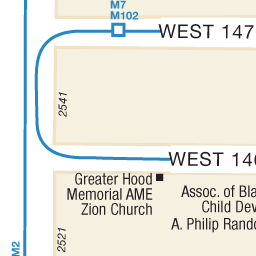 M7
M102
WEST 147
2541
WEST 146
Greater Hood
Memorial AME
Zion Church
Assoc. of Bla
Child Dev
A. Philip Rando
2521
M2